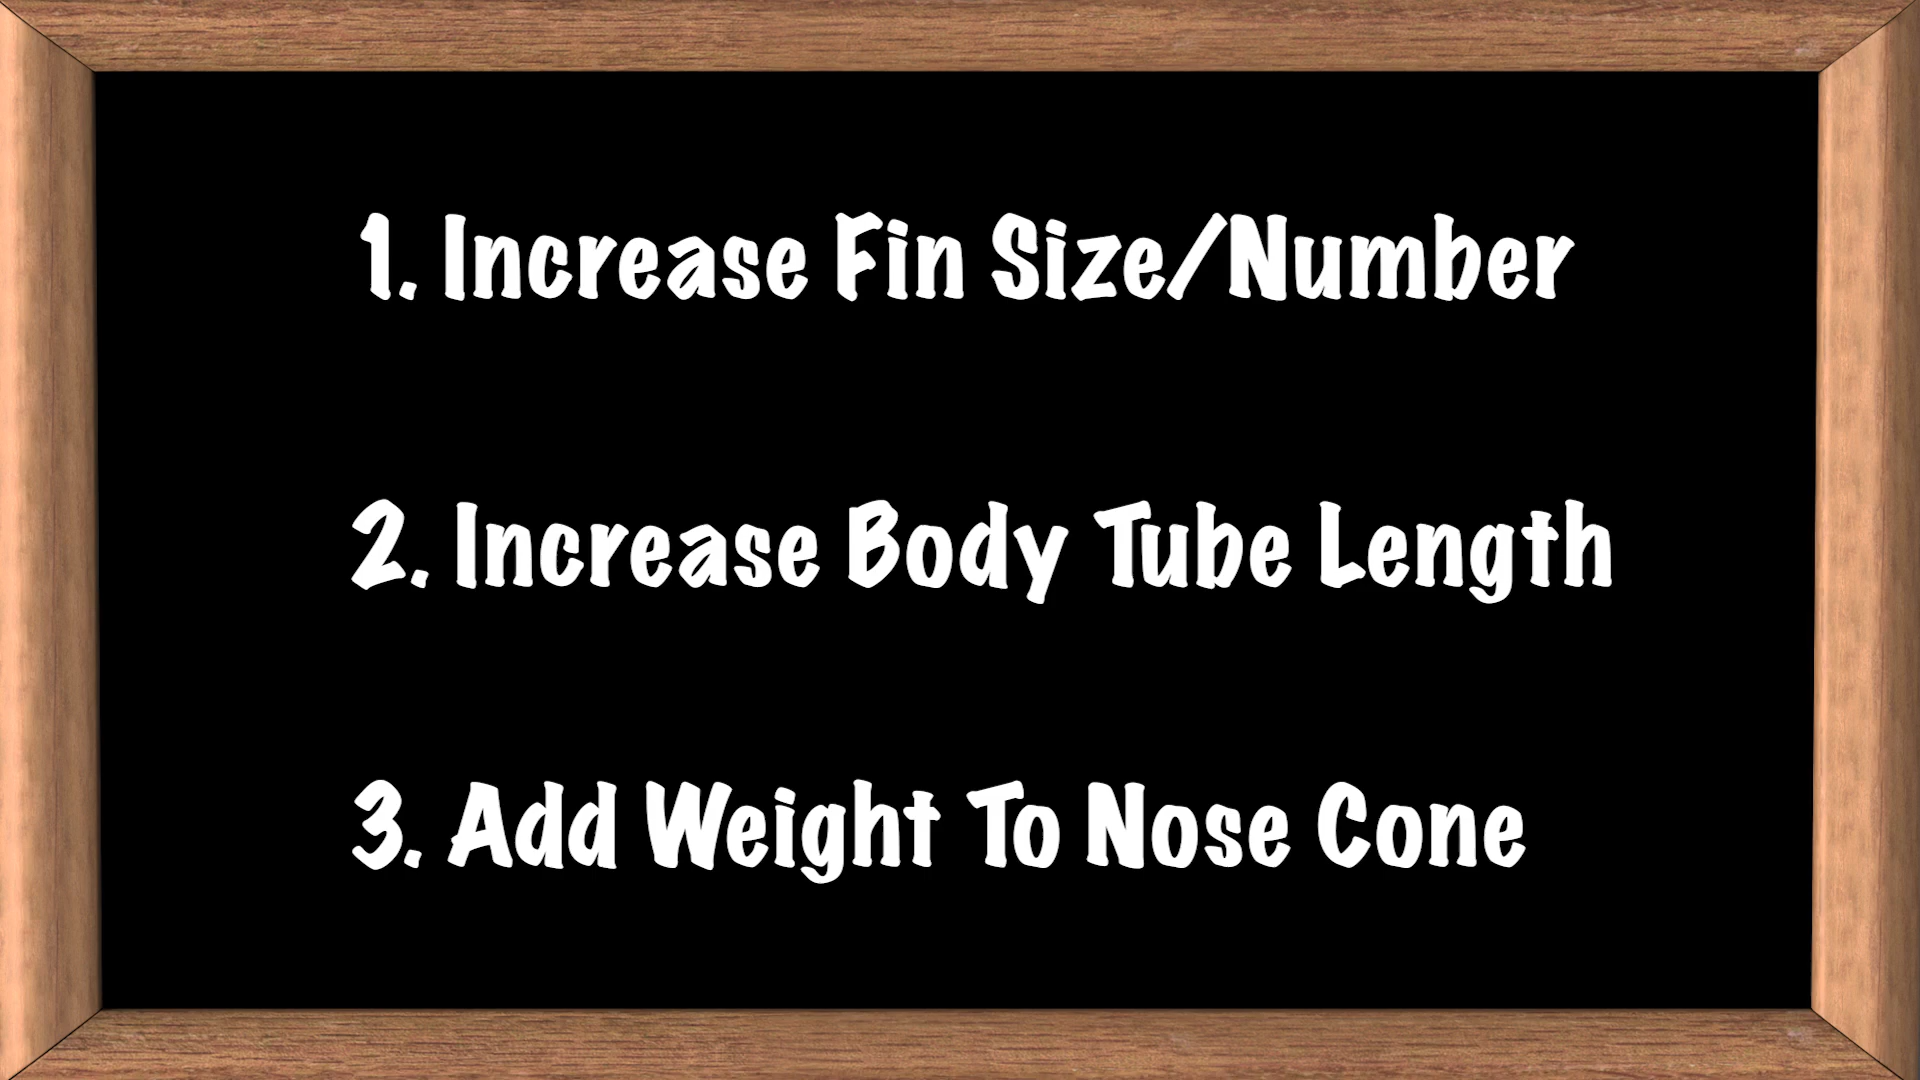 1. Increase Fin Size/Number
2. Increase Body Tube Length
3. Add Weight To Nose Cone